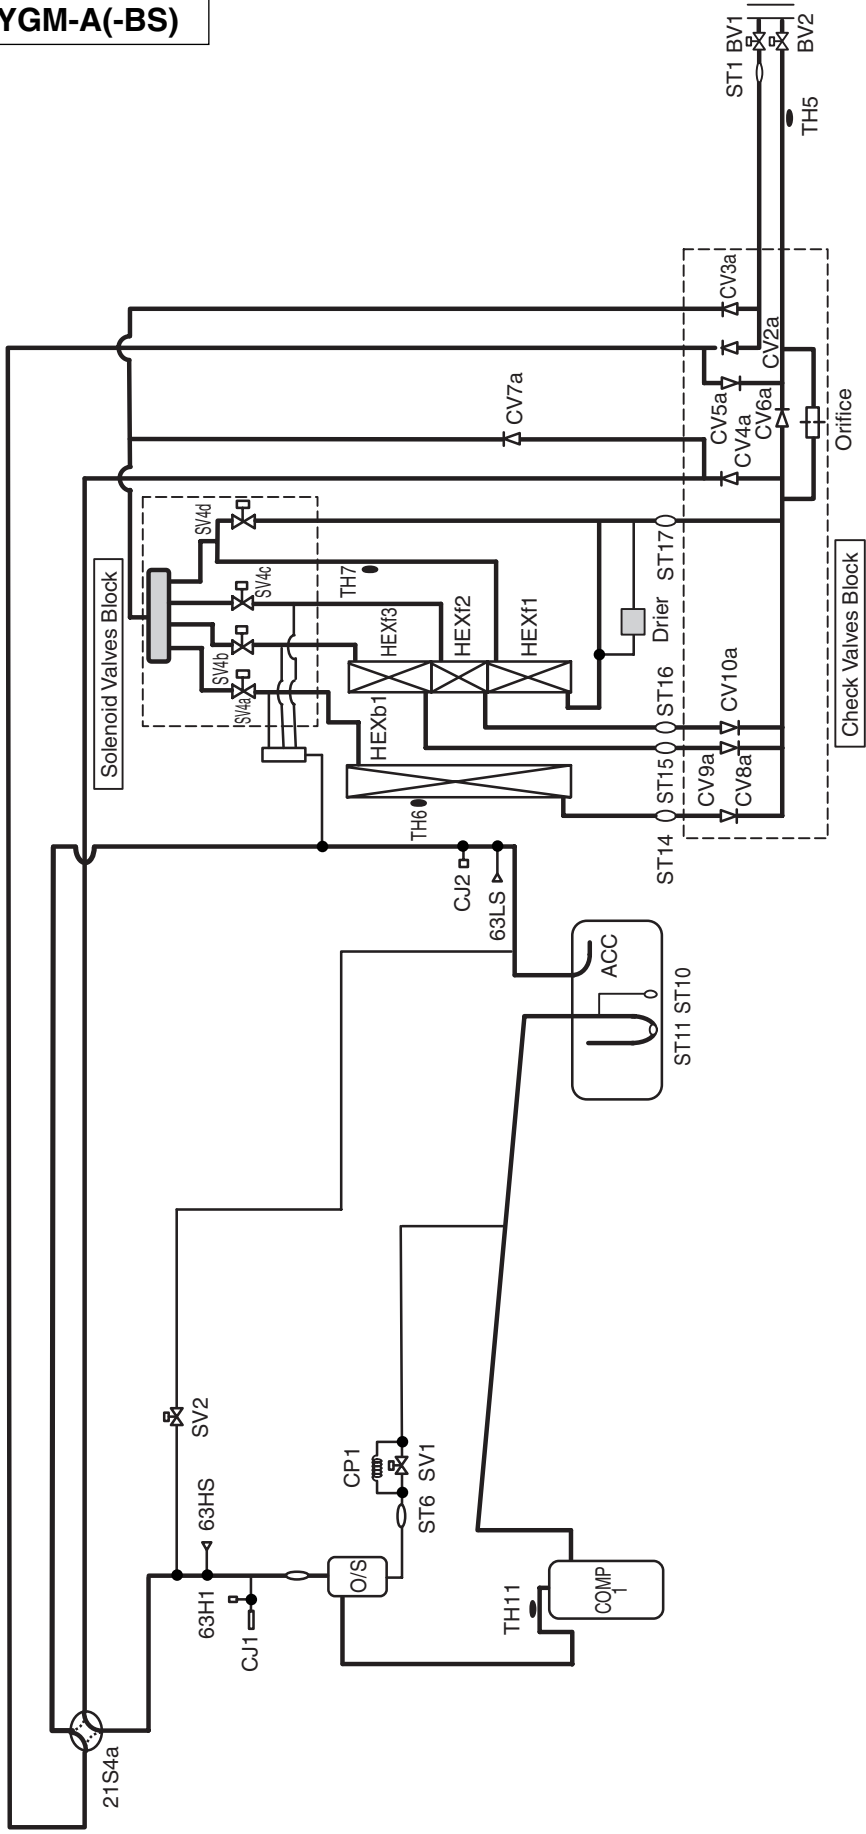 YGM-A(-BS)
ST1
BV1
BV2
TH5
CV3a
CV2a
CV5a
CV6a
CV4a
CV7a
Orifice
Solenoid Valves Block
SV4d
SV4c
SV4b
SV4a
TH7
HEXf3
HEXf2
HEXf1
HEXb1
TH6
Drier
ST17
ST16
ST15
ST14
CV10a
CV9a
CV8a
Check Valves Block
CJ2
63LS
ACC
ST11
ST10
SV2
63HS
63H1
CJ1
CP1
SV1
ST6
O/S
TH11
COMP
1
21S4a